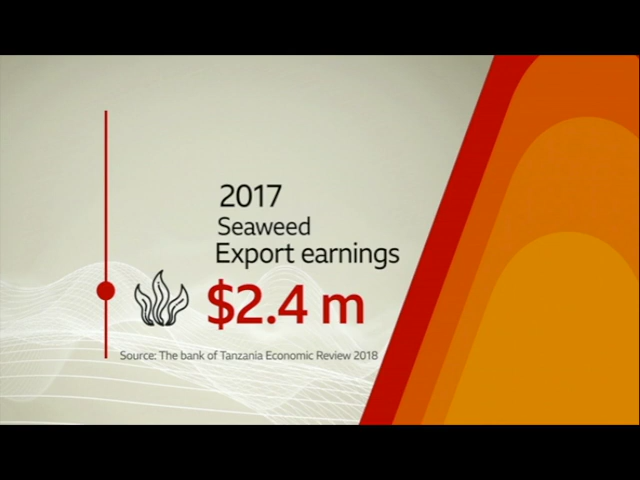 2017
Seaweed
Export earnings
$2.4 m
Source: The bank of Tanzania Economic Review 2018